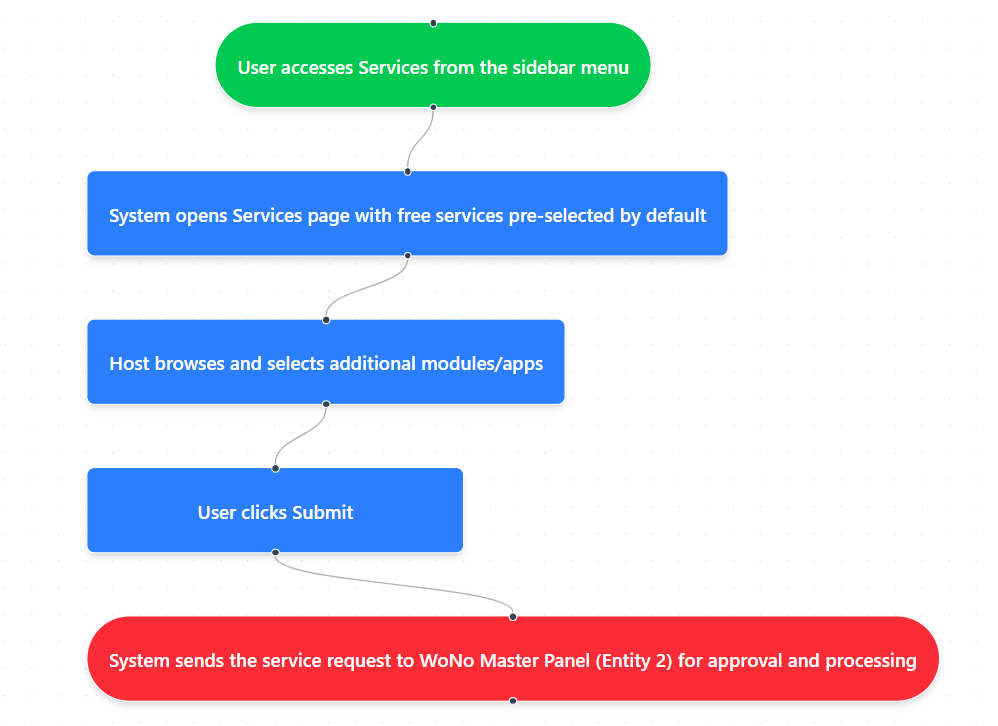 User accesses Services from the sidebar menu
System opens Services page with free services pre-selected by default
Host browses and selects additional modules/apps
User clicks Submit
System sends the service request to WoNo Master Panel (Entity 2) for approval and processing